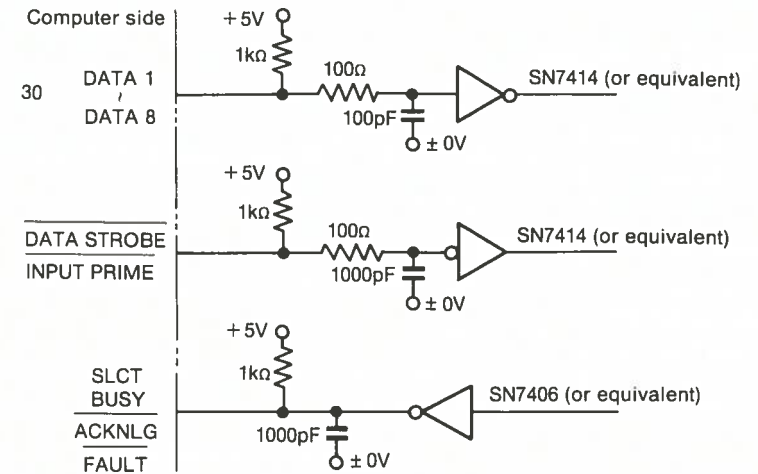 Computer side
+5V
1kΩ
100Ω
SN7414 (or equivalent)
30
DATA 1
~
DATA 8
100pF
±0V
+5V
1kΩ
100Ω
SN7414 (or equivalent)
DATA STROBE
INPUT PRIME
1000pF
±0V
+5V
1kΩ
SLCT
BUSY
ACKNLG
FAULT
SN7406 (or equivalent)
1000pF
±0V